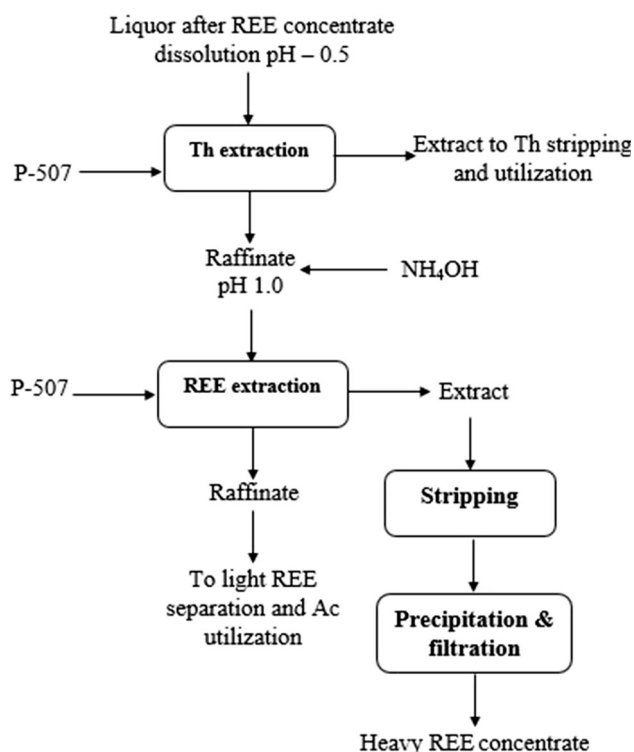 Liquor after REE concentrate
dissolution pH – 0.5
Th extraction
P-507
Extract to Th stripping
and utilization
Raffinate
pH 1.0
NH₄OH
P-507
REE extraction
Extract
Raffinate
Stripping
To light REE
separation and Ac
utilization
Precipitation &
filtration
Heavy REE concentrate